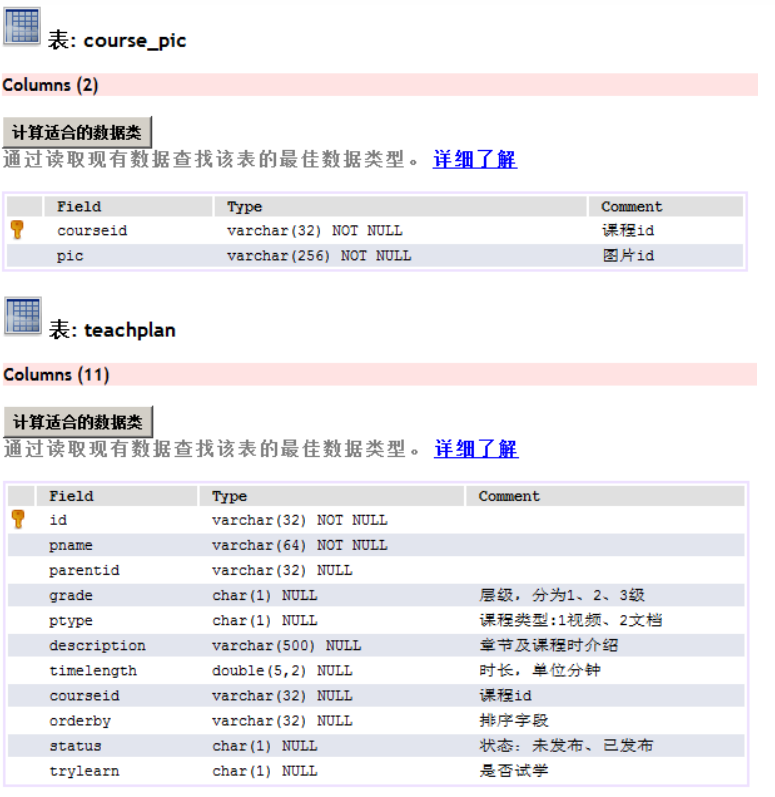 表: course_pic
Columns (2)
计算适合的数据类
通过读取现有数据查找该表的最佳数据类型。 详细了解
Field Type Comment
courseid varchar(32) NOT NULL 课程id
pic varchar(256) NOT NULL 图片id
表: teachplan
Columns (11)
计算适合的数据类
通过读取现有数据查找该表的最佳数据类型。 详细了解
Field Type Comment
id varchar(32) NOT NULL
pname varchar(64) NOT NULL
parentid varchar(32) NULL
grade char(1) NULL 层级，分为1、2、3级
ptype char(1) NULL 课程类型:1视频、2文档
description varchar(500) NULL 章节及课程时介绍
timelength double(5,2) NULL 时长，单位分钟
courseid varchar(32) NULL 课程id
orderby varchar(32) NULL 排序字段
status char(1) NULL 状态：未发布、已发布
trylearn char(1) NULL 是否试学